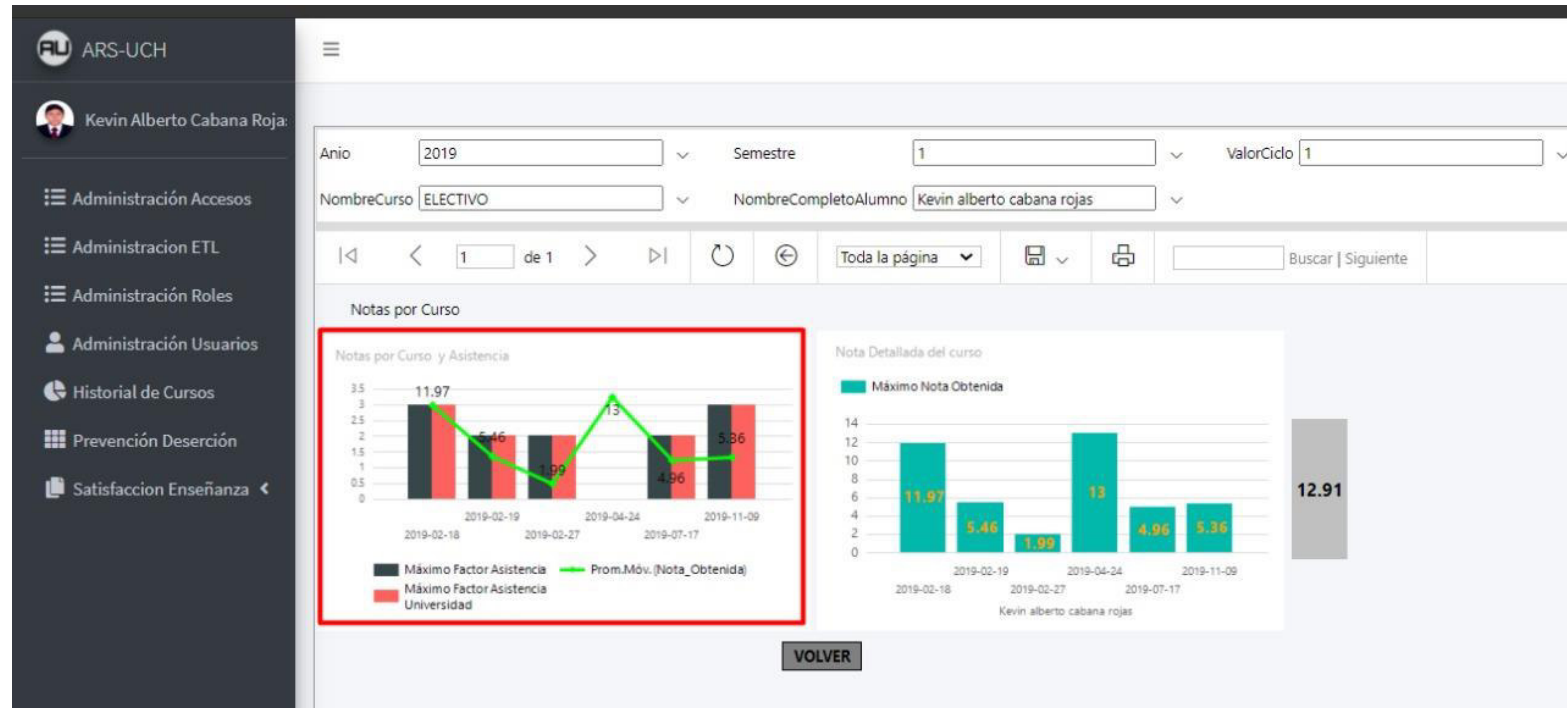 AU ARS-UCH
Kevin Alberto Cabana Roja
Administración Accesos
Administracion ETL
Administración Roles
Administración Usuarios
Historial de Cursos
Prevención Deserción
Satisfaccion Enseñanza
Anio 2019 Semestre 1 ValorCiclo 1
NombreCurso ELECTIVO NombreCompletoAlumno Kevin alberto cabana rojas
1 de 1 Toda la página Buscar | Siguiente
Notas por Curso
Notas por Curso y Asistencia
3.5
3
2.5
2
1.5
1
0.5
0
11.97
5.46
1.99
13
4.96
5.36
2019-02-19 2019-04-24 2019-11-09
2019-02-18 2019-02-27 2019-07-17
Máximo Factor Asistencia Prom.Móv. (Nota_Obtenida)
Máximo Factor Asistencia
Universidad
Nota Detallada del curso
Máximo Nota Obtenida
14
12
10
8
6
4
2
0
11.97
5.46
1.99
13
4.96
5.36
2019-02-19 2019-04-24 2019-11-09
2019-02-18 2019-02-27 2019-07-17
Kevin alberto cabana rojas
12.91
VOLVER